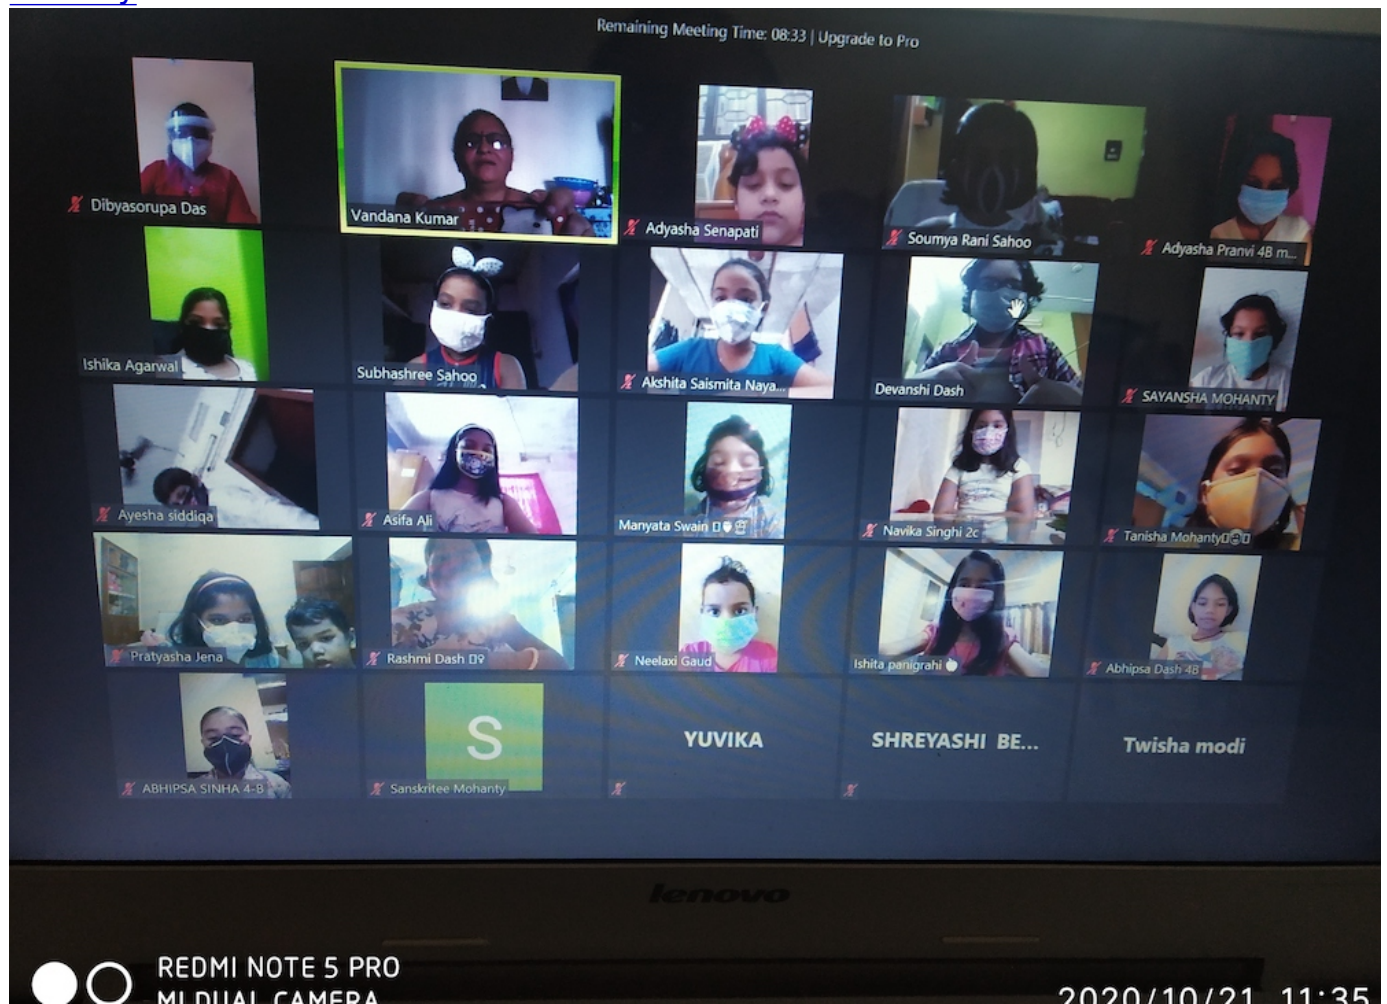 Remaining Meeting Time: 08:33 | Upgrade to Pro
Dibyasorupa Das
Vandana Kumar
Adyasha Senapati
Soumya Rani Sahoo
Adyasha Pranvi 4B m...
Ishika Agarwal
Subhashree Sahoo
Akshita Saismita Naya...
Devanshi Dash
SAYANSHA MOHANTY
Ayesha siddiqa
Asifa Ali
Manyata Swain
Navika Singhi 2c
Tanisha Mohanty
Pratyasha Jena
Rashmi Dash
Neelaxi Gaud
Ishita panigrahi
Abhipsa Dash 4B
ABHIPSA SINHA 4-B
S
Sanskritee Mohanty
YUVIKA
SHREYASHI BE...
Twisha modi
lenovo
REDMI NOTE 5 PRO
MI DUAL CAMERA
2020/10/21 11:35